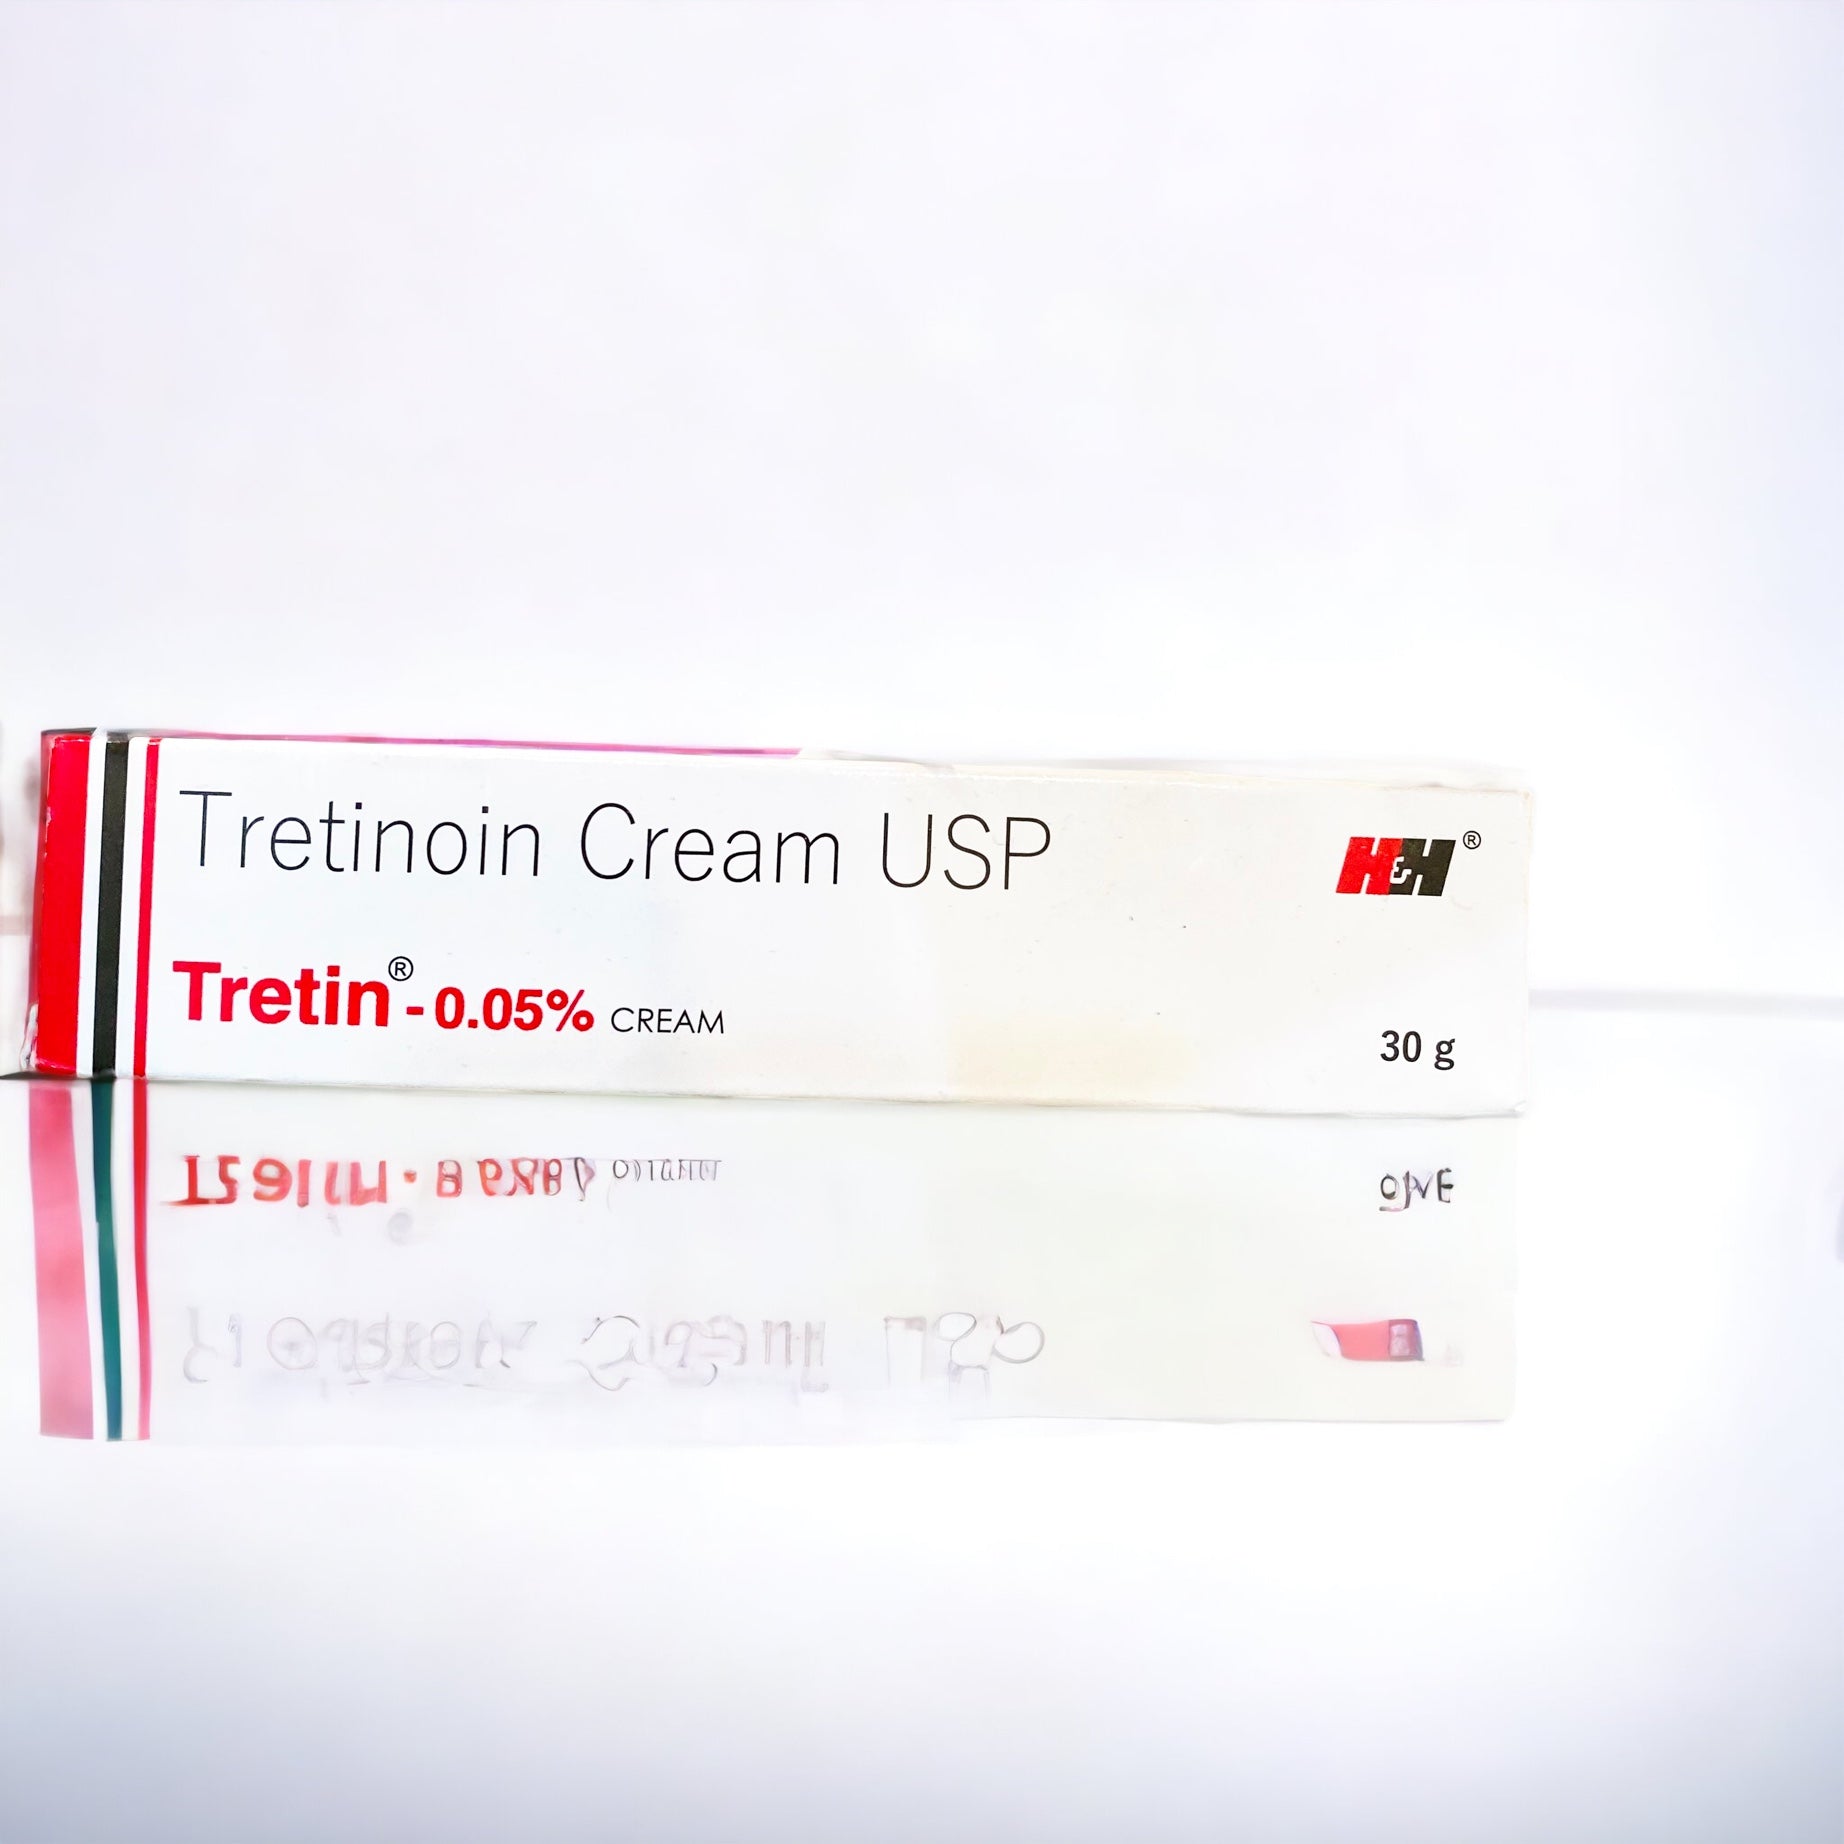 Tretinoin Cream USP
H&H®
Tretin®-0.05% CREAM
30 g